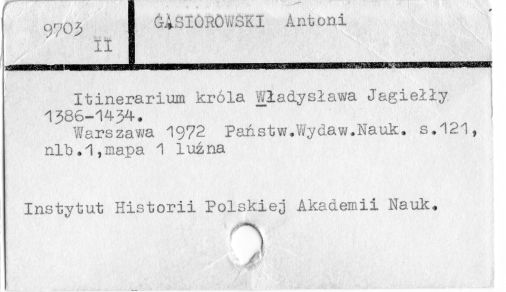 9703
II
GĄSIOROWSKI Antoni
Itinerarium króla Władysława Jagiełły
1386-1434.
Warszawa 1972 Państw.Wydaw.Nauk. s.121,
nlb.1,mapa 1 luźna
Instytut Historii Polskiej Akademii Nauk.